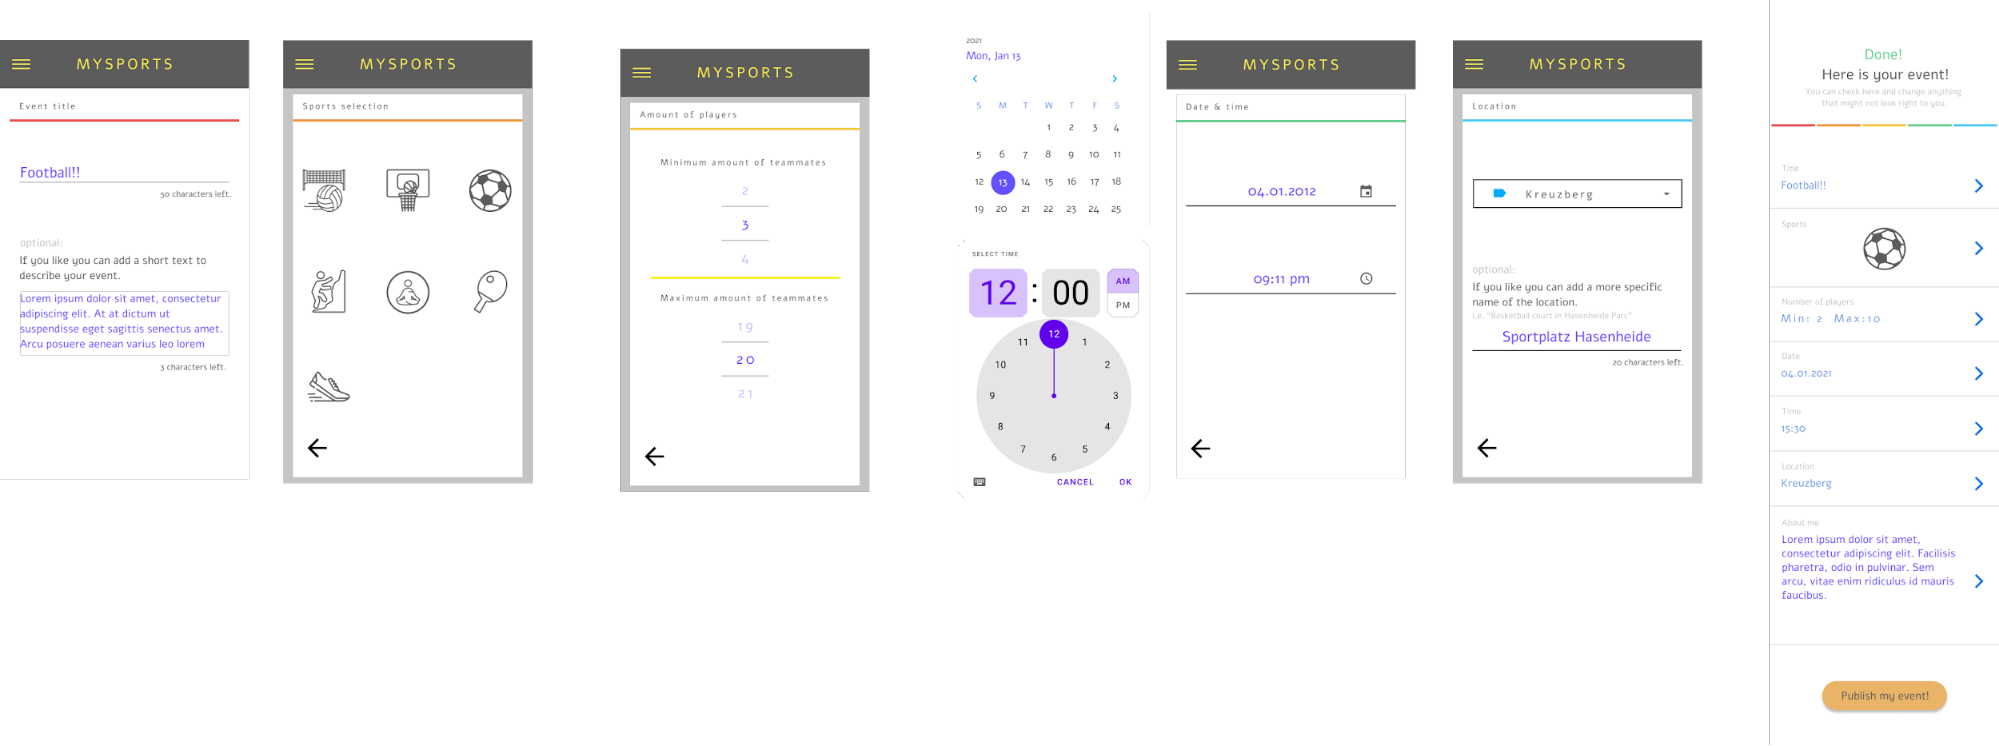 MYSPORTS
Event title
Football!!
50 characters left.
optional:
If you like you can add a short text to
describe your event.
Lorem ipsum dolor sit amet, consectetur
adipiscing elit. At at dictum ut
suspendisse eget sagittis senectus amet.
Arcu posuere aenean varius leo lorem
3 characters left.
MYSPORTS
Sports selection
MYSPORTS
Amount of players
Minimum amount of teammates
2
3
4
Maximum amount of teammates
19
20
21
2021
Mon, Jan 13
S M T W T F S
1 2 3 4
5 6 7 8 9 10 11
12 13 14 15 16 17 18
19 20 21 22 23 24 25
SELECT TIME
12 : 00
AM
PM
12
11 1
10 2
9 3
8 4
7 5
6
CANCEL OK
MYSPORTS
Date & time
04.01.2012
09:11 pm
MYSPORTS
Location
Kreuzberg
optional:
If you like you can add a more specific
name of the location.
i.e. "Basketball court in Hasenheide Parc"
Sportplatz Hasenheide
20 characters left.
Done!
Here is your event!
You can check here and change anything
that might not look right to you.
Title
Football!!
Sports
Number of players
Min: 2 Max:10
Date
04.01.2021
Time
15:30
Location
Kreuzberg
About me
Lorem ipsum dolor sit amet,
consectetur adipiscing elit. Facilisis
pharetra, odio in pulvinar. Sem
arcu, vitae enim ridiculus id mauris
faucibus.
Publish my event!